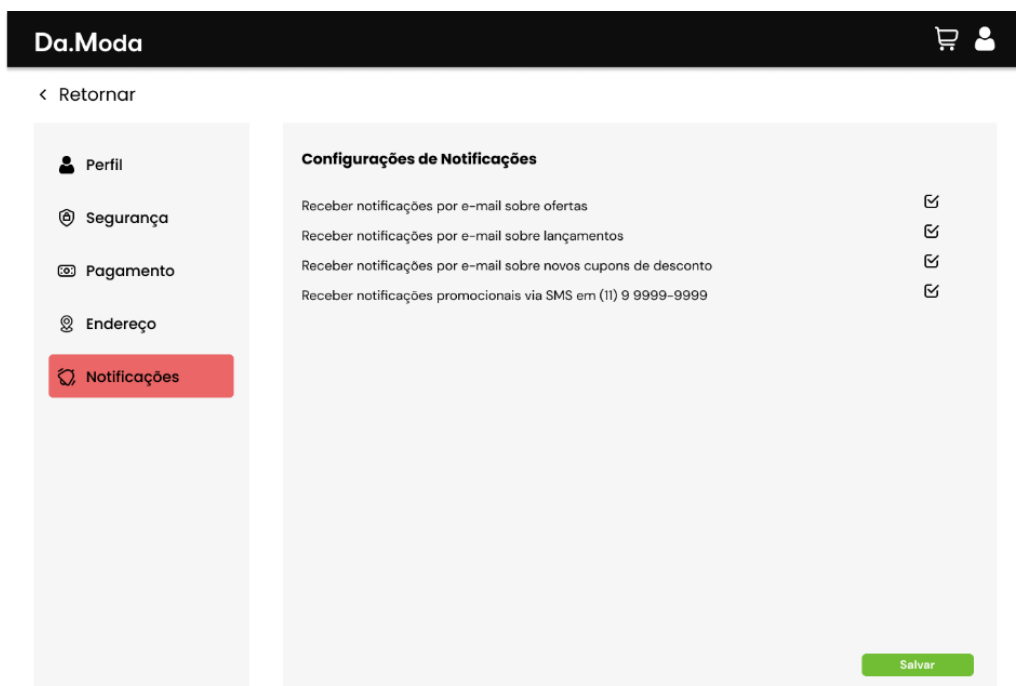 Da.Moda
< Retornar
Perfil
Segurança
Pagamento
Endereço
Notificações
Configurações de Notificações
Receber notificações por e-mail sobre ofertas
Receber notificações por e-mail sobre lançamentos
Receber notificações por e-mail sobre novos cupons de desconto
Receber notificações promocionais via SMS em (11) 9 9999-9999
Salvar